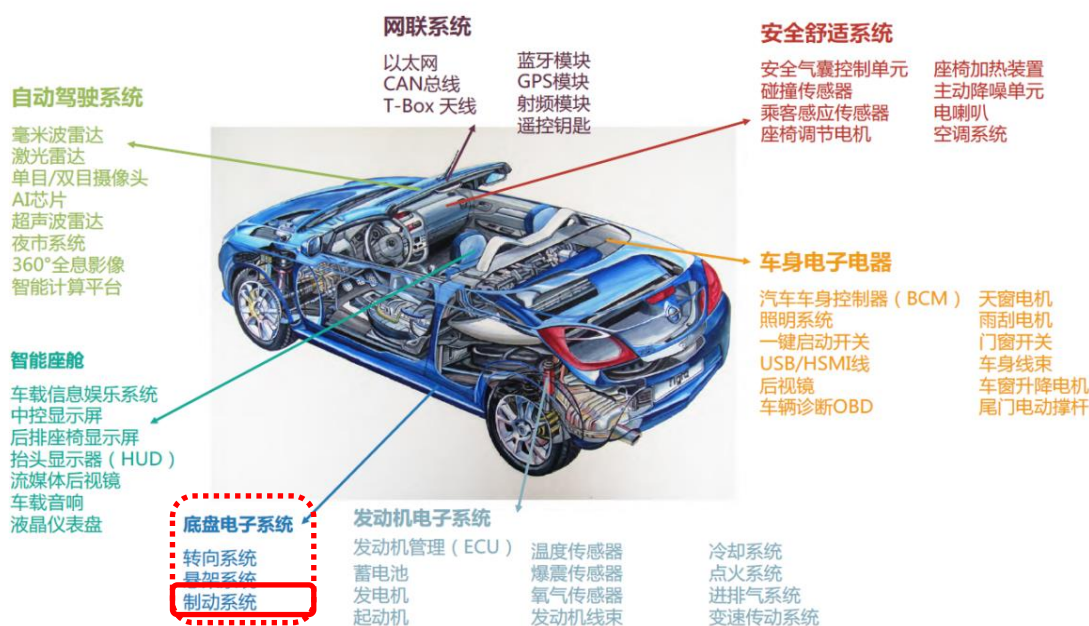 网联系统
以太网
CAN总线
T-Box 天线
蓝牙模块
GPS模块
射频模块
遥控钥匙
安全舒适系统
安全气囊控制单元
碰撞传感器
乘客感应传感器
座椅调节电机
座椅加热装置
主动降噪单元
电喇叭
空调系统
自动驾驶系统
毫米波雷达
激光雷达
单目/双目摄像头
AI芯片
超声波雷达
夜市系统
360°全息影像
智能计算平台
车身电子电器
汽车车身控制器（BCM）
照明系统
一键启动开关
USB/HSMI线
后视镜
车辆诊断OBD
天窗电机
雨刮电机
门窗开关
车身线束
车窗升降电机
尾门电动撑杆
智能座舱
车载信息娱乐系统
中控显示屏
后排座椅显示屏
抬头显示器（HUD）
流媒体后视镜
车载音响
液晶仪表盘
底盘电子系统
转向系统
悬架系统
制动系统
发动机电子系统
发动机管理（ECU）
蓄电池
发电机
起动机
温度传感器
爆震传感器
氧气传感器
发动机线束
冷却系统
点火系统
进排气系统
变速传动系统